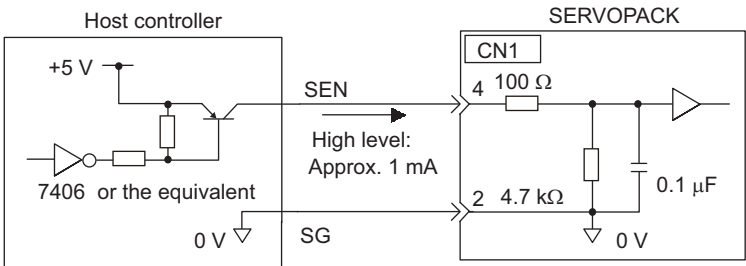 Host controller
SERVOPACK
CN1
+5 V
SEN
4
100 Ω
High level:
Approx. 1 mA
7406 or the equivalent
2
4.7 kΩ
0.1 μF
0 V
SG
0 V